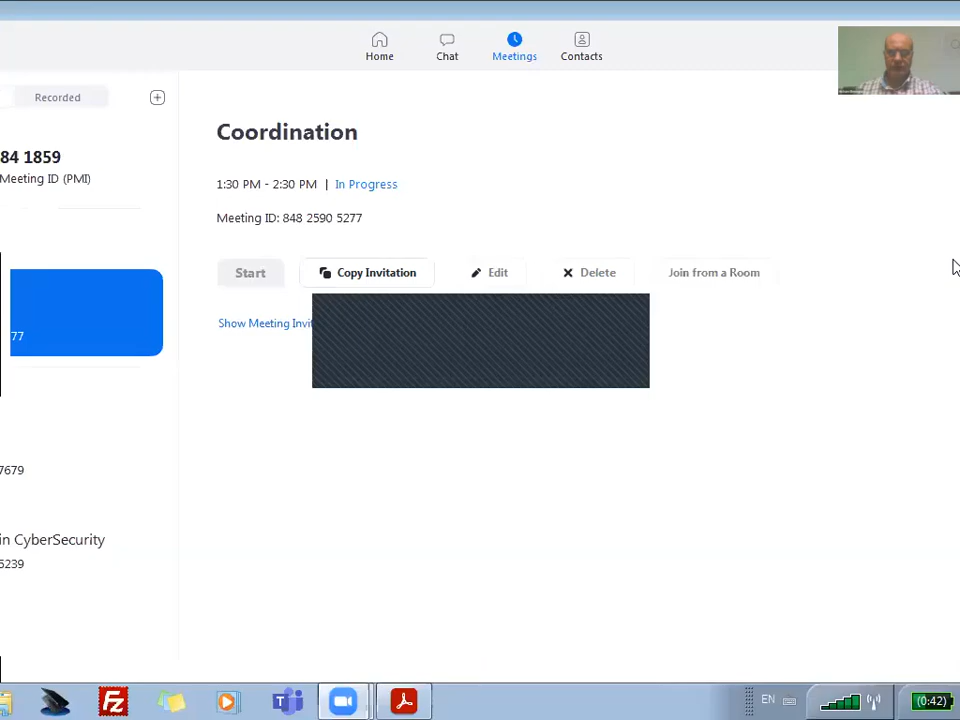 Home
Chat
Meetings
Contacts
Recorded
84 1859
Meeting ID (PMI)
Coordination
1:30 PM - 2:30 PM | In Progress
Meeting ID: 848 2590 5277
Start
Copy Invitation
Edit
Delete
Join from a Room
Show Meeting Invit
77
7679
in CyberSecurity
5239
Fz
T
EN
(0:42)